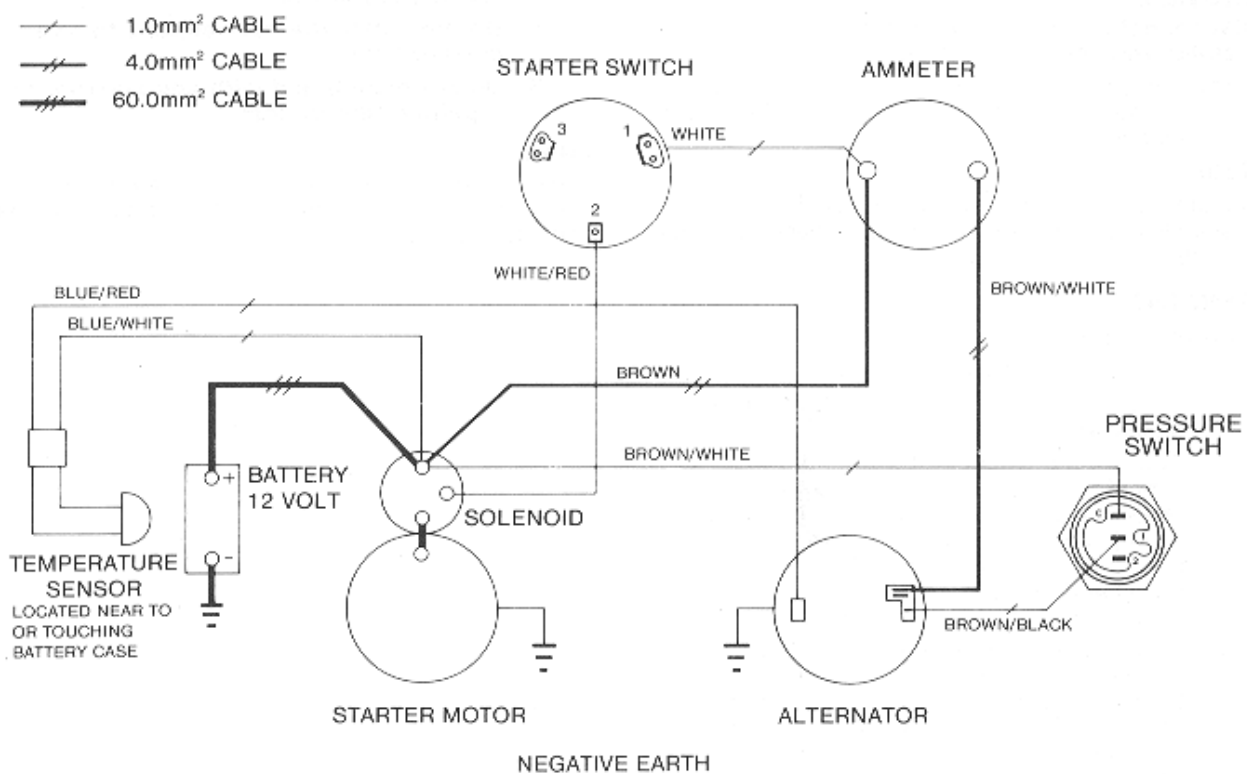 1.0mm² CABLE
4.0mm² CABLE
60.0mm² CABLE
STARTER SWITCH
AMMETER
3
1
WHITE
2
WHITE/RED
BLUE/RED
BROWN/WHITE
BLUE/WHITE
BROWN
PRESSURE
SWITCH
BROWN/WHITE
+
BATTERY
12 VOLT
SOLENOID
-
1
2
TEMPERATURE
SENSOR
LOCATED NEAR TO
OR TOUCHING
BATTERY CASE
BROWN/BLACK
STARTER MOTOR
ALTERNATOR
NEGATIVE EARTH